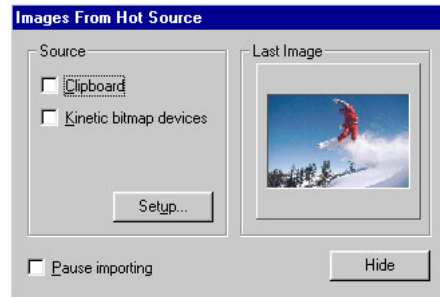 Images From Hot Source
Source
Last Image
Clipboard
Kinetic bitmap devices
Setup...
Pause importing
Hide